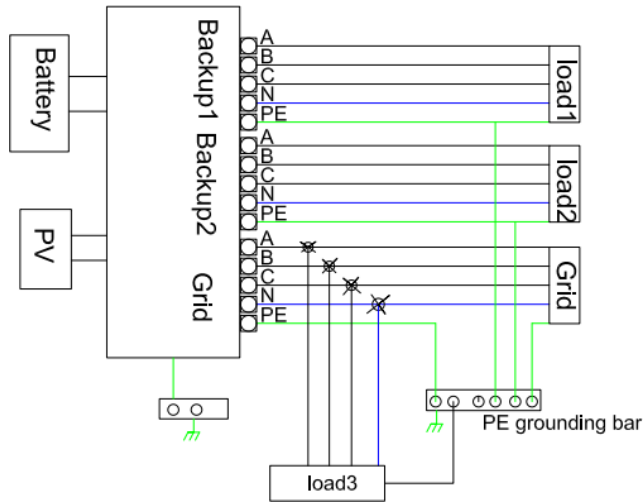 Battery
PV
Backup1
A
B
C
N
PE
load1
Backup2
A
B
C
N
PE
load2
Grid
A
B
C
N
PE
Grid
PE grounding bar
load3